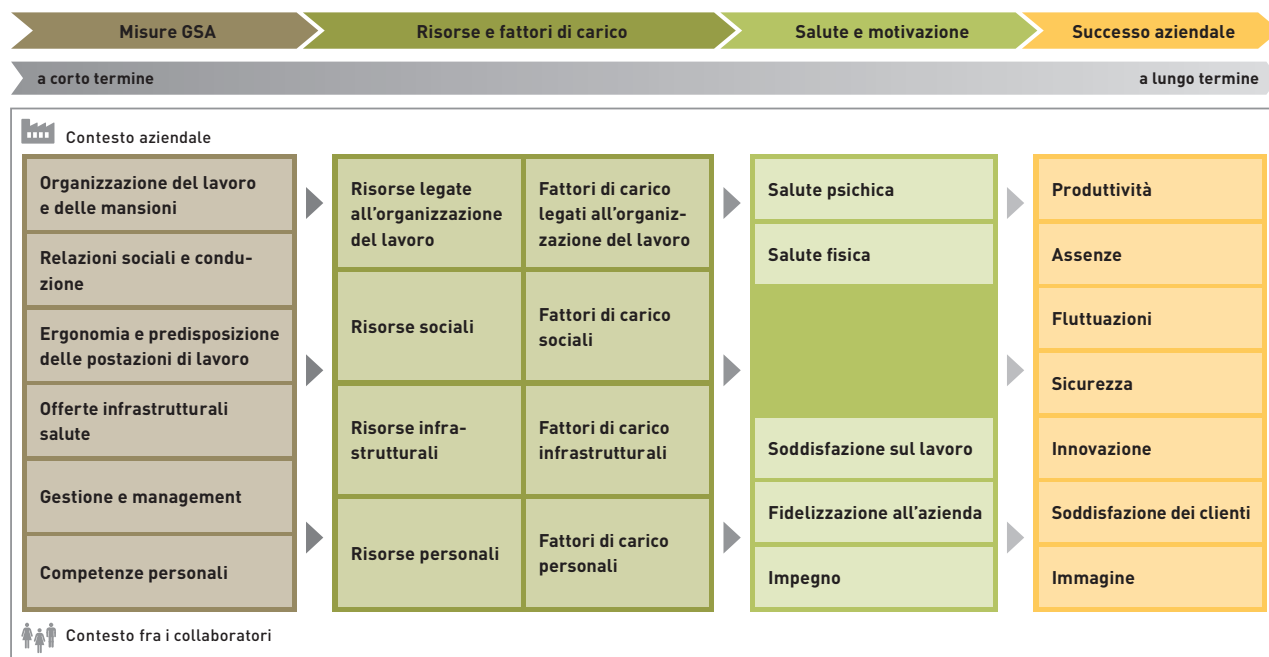 Misure GSA
Risorse e fattori di carico
Salute e motivazione
Successo aziendale
a corto termine
a lungo termine
Contesto aziendale
Organizzazione del lavoro
e delle mansioni
Relazioni sociali e condu-
zione
Ergonomia e predisposizione
delle postazioni di lavoro
Offerte infrastrutturali
salute
Gestione e management
Competenze personali
Risorse legate
all’organizzazione
del lavoro
Fattori di carico
legati all’organiz-
zazione del lavoro
Risorse sociali
Fattori di carico
sociali
Risorse infra-
strutturali
Fattori di carico
infrastrutturali
Risorse personali
Fattori di carico
personali
Salute psichica
Salute fisica
Soddisfazione sul lavoro
Fidelizzazione all’azienda
Impegno
Produttività
Assenze
Fluttuazioni
Sicurezza
Innovazione
Soddisfazione dei clienti
Immagine
Contesto fra i collaboratori